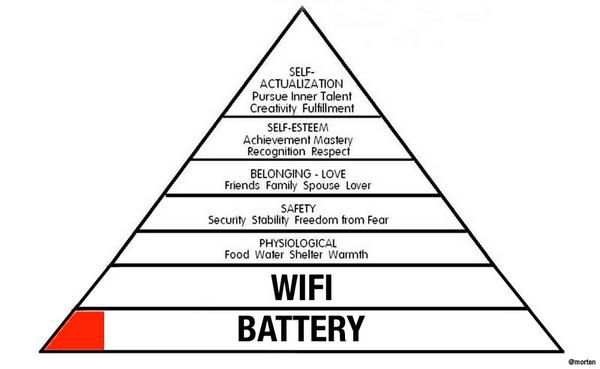 SELF-
ACTUALIZATION
Pursue Inner Talent
Creativity Fulfillment
SELF-ESTEEM
Achievement Mastery
Recognition Respect
BELONGING - LOVE
Friends Family Spouse Lover
SAFETY
Security Stability Freedom from Fear
PHYSIOLOGICAL
Food Water Shelter Warmth
WIFI
BATTERY
@morten